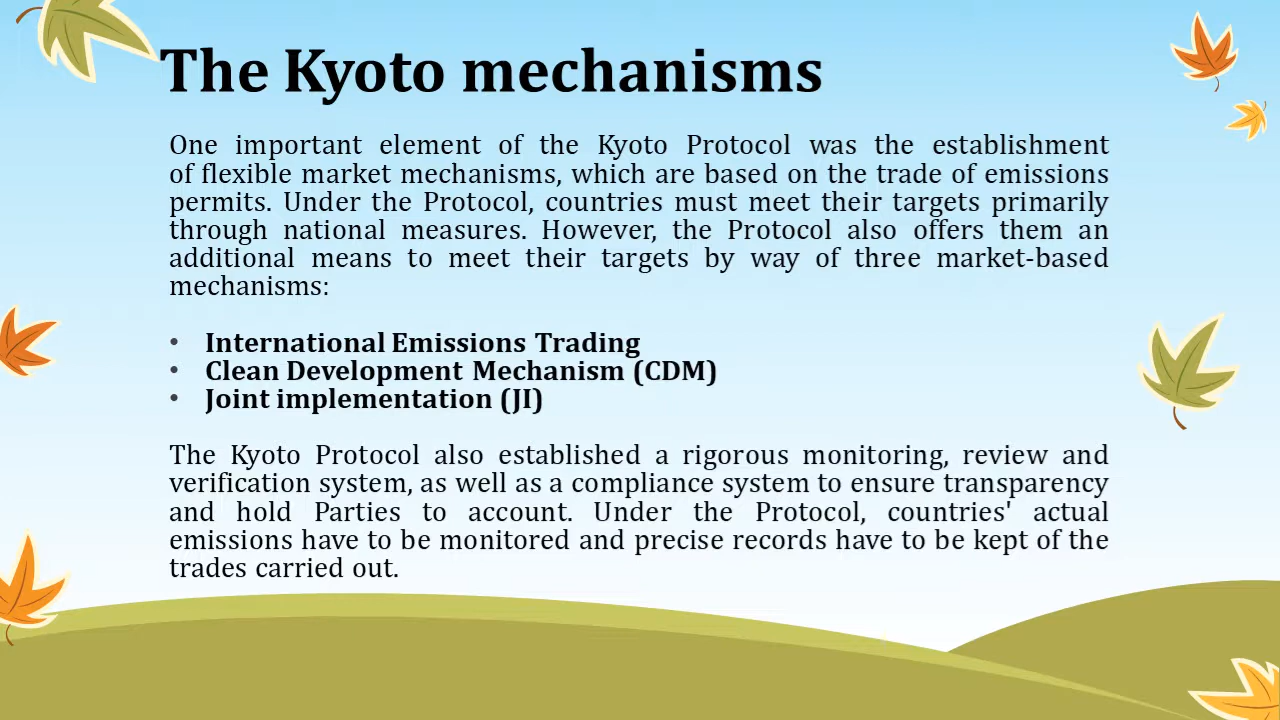 The Kyoto mechanisms
One important element of the Kyoto Protocol was the establishment
of flexible market mechanisms, which are based on the trade of emissions
permits. Under the Protocol, countries must meet their targets primarily
through national measures. However, the Protocol also offers them an
additional means to meet their targets by way of three market-based
mechanisms:
• International Emissions Trading
• Clean Development Mechanism (CDM)
• Joint implementation (JI)
The Kyoto Protocol also established a rigorous monitoring, review and
verification system, as well as a compliance system to ensure transparency
and hold Parties to account. Under the Protocol, countries' actual
emissions have to be monitored and precise records have to be kept of the
trades carried out.